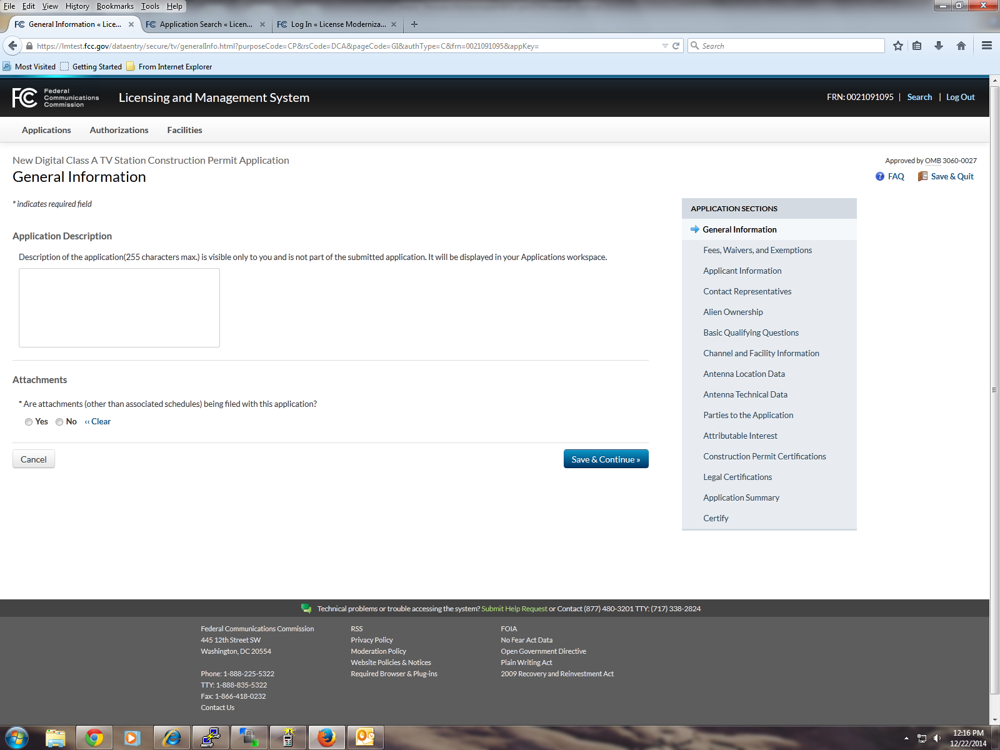 File Edit View History Bookmarks Tools Help
General Information « Lice... × Application Search « Licen... × Log In « License Moderniza... × +
https://lmtest.fcc.gov/dataentry/secure/tv/generalInfo.html?purposeCode=CP&rsCode=DCA&pageCode=GI&authType=C&frn=0021091095&appKey= Search
Most Visited Getting Started From Internet Explorer
FCC Federal Communications Commission
Licensing and Management System
FRN: 0021091095 | Search | Log Out
Applications Authorizations Facilities
New Digital Class A TV Station Construction Permit Application
General Information
Approved by OMB 3060-0027
? FAQ Save & Quit
* indicates required field
Application Description
Description of the application(255 characters max.) is visible only to you and is not part of the submitted application. It will be displayed in your Applications workspace.
Attachments
* Are attachments (other than associated schedules) being filed with this application?
Yes No ‹‹ Clear
Cancel Save & Continue »
APPLICATION SECTIONS
General Information
Fees, Waivers, and Exemptions
Applicant Information
Contact Representatives
Alien Ownership
Basic Qualifying Questions
Channel and Facility Information
Antenna Location Data
Antenna Technical Data
Parties to the Application
Attributable Interest
Construction Permit Certifications
Legal Certifications
Application Summary
Certify
Technical problems or trouble accessing the system? Submit Help Request or Contact (877) 480-3201 TTY: (717) 338-2824
Federal Communications Commission
445 12th Street SW
Washington, DC 20554
Phone: 1-888-225-5322
TTY: 1-888-835-5322
Fax: 1-866-418-0232
Contact Us
RSS
Privacy Policy
Moderation Policy
Website Policies & Notices
Required Browser & Plug-ins
FOIA
No Fear Act Data
Open Government Directive
Plain Writing Act
2009 Recovery and Reinvestment Act
12:16 PM
12/22/2014